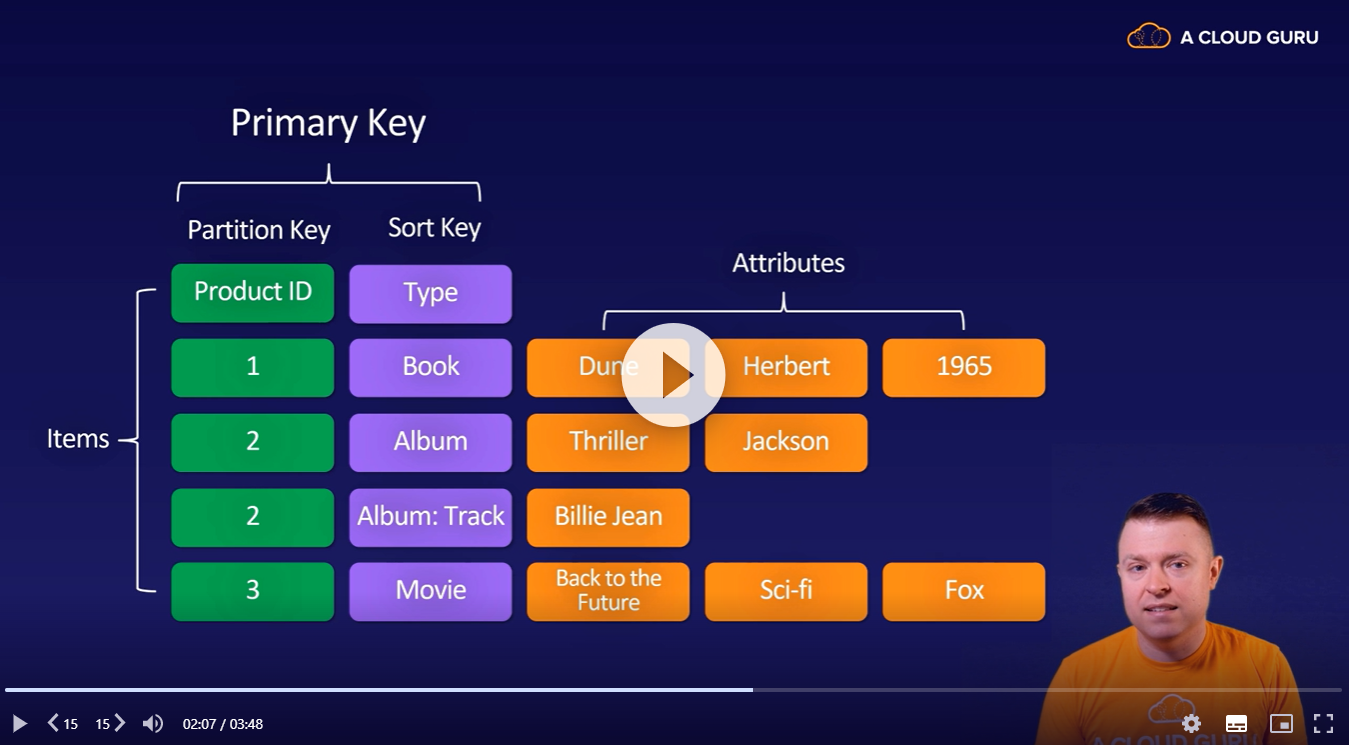 A CLOUD GURU
Primary Key
Partition Key
Sort Key
Attributes
Product ID
Type
1
Book
Dune
Herbert
1965
Items
2
Album
Thriller
Jackson
2
Album: Track
Billie Jean
3
Movie
Back to the
Future
Sci-fi
Fox
15
15
02:07 / 03:48
A CLOUD GURU